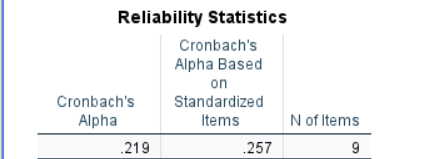 Reliability Statistics
Cronbach's
Alpha Based
on
Cronbach's Standardized
Alpha Items N of Items
.219 .257 9